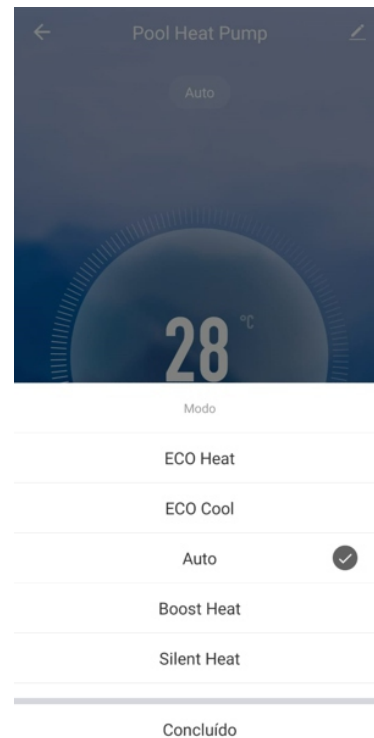 Pool Heat Pump
Auto
28 °C
Modo
ECO Heat
ECO Cool
Auto
Boost Heat
Silent Heat
Concluído